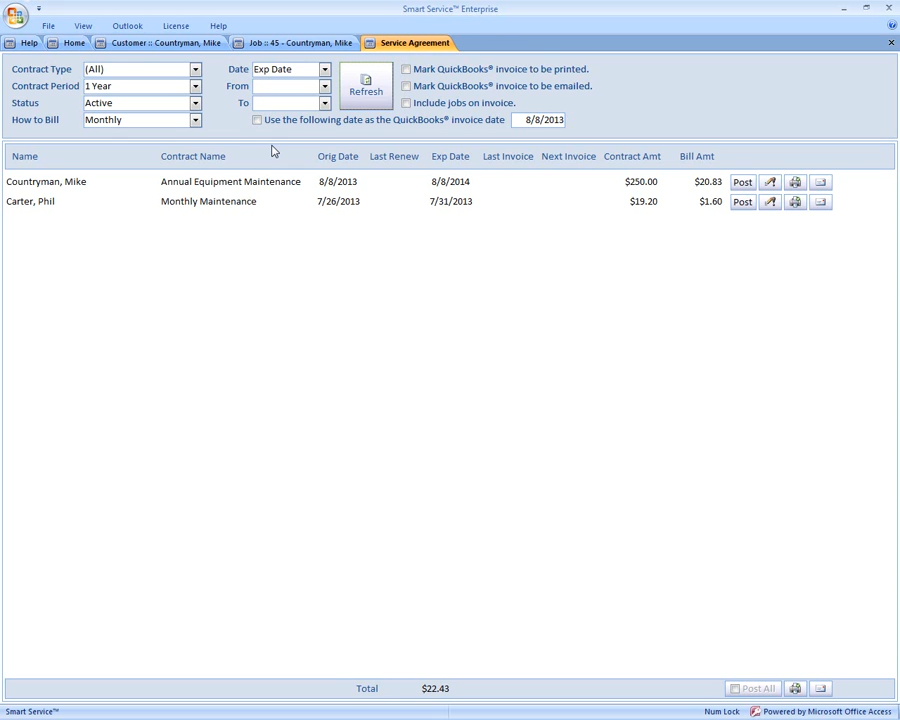 Smart Service™ Enterprise
File View Outlook License Help
Help Home Customer :: Countryman, Mike Job :: 45 - Countryman, Mike Service Agreement
Contract Type (All) Date Exp Date Refresh Mark QuickBooks® invoice to be printed.
Contract Period 1 Year From Mark QuickBooks® invoice to be emailed.
Status Active To Include jobs on invoice.
How to Bill Monthly Use the following date as the QuickBooks® invoice date 8/8/2013
Name Contract Name Orig Date Last Renew Exp Date Last Invoice Next Invoice Contract Amt Bill Amt
Countryman, Mike Annual Equipment Maintenance 8/8/2013 8/8/2014 $250.00 $20.83 Post
Carter, Phil Monthly Maintenance 7/26/2013 7/31/2013 $19.20 $1.60 Post
Total $22.43 Post All
Smart Service™ Num Lock Powered by Microsoft Office Access